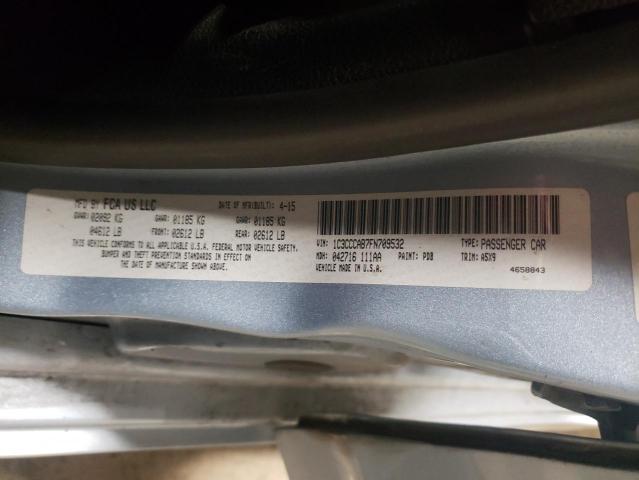 MFD BY FCA US LLC DATE OF MFR(BUILT): 4-15
GVWR: 02092 KG GAWR: 01185 KG GAWR: 01185 KG
04612 LB FRONT: 02612 LB REAR: 02612 LB
THIS VEHICLE CONFORMS TO ALL APPLICABLE U.S.A. FEDERAL MOTOR VEHICLE SAFETY,
BUMPER AND THEFT PREVENTION STANDARDS IN EFFECT ON
THE DATE OF MANUFACTURE SHOWN ABOVE.
VIN: 1C3CCCAB7FN709532 TYPE: PASSENGER CAR
MDH: 042716 111AA PAINT: PDB TRIM: A5X9
VEHICLE MADE IN U.S.A. 4658843